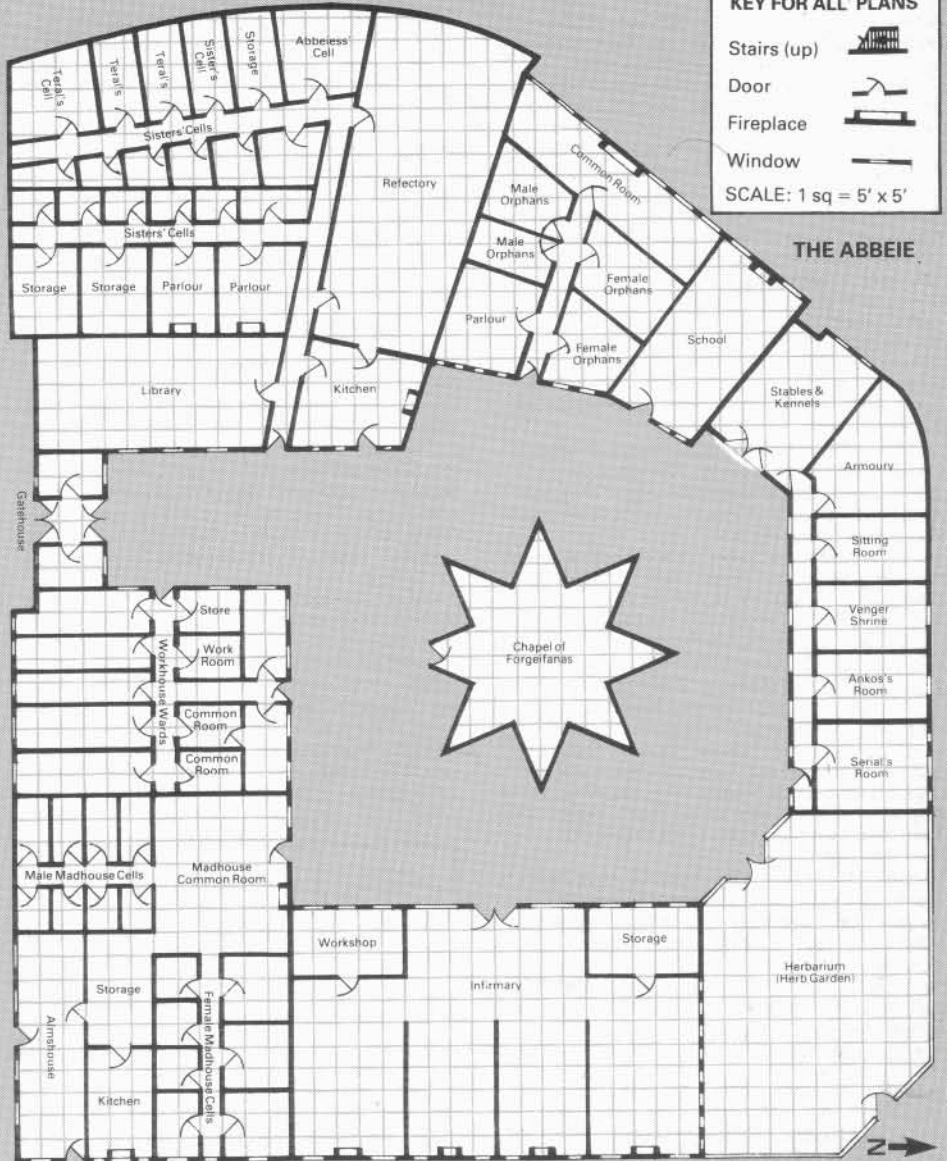 KEY FOR ALL PLANS
Stairs (up)
Door
Fireplace
Window
SCALE: 1 sq = 5' x 5'
THE ABBEIE
Teral's
Cell
Teral's
Teral's
Sister's
Cell
Storage
Abbeiess'
Cell
Sisters' Cells
Refectory
Common Room
Male
Orphans
Male
Orphans
Female
Orphans
Female
Orphans
Parlour
School
Sisters' Cells
Storage
Storage
Parlour
Parlour
Library
Kitchen
Stables &
Kennels
Armoury
Gatehouse
Sitting
Room
Venger
Shrine
Ankos's
Room
Serial's
Room
Chapel of
Forgeifanas
Store
Work
Room
Workhouse Wards
Common
Room
Common
Room
Male Madhouse Cells
Madhouse
Common Room
Workshop
Infirmary
Storage
Herbarium
(Herb Garden)
Almshouse
Storage
Female Madhouse Cells
Kitchen
N